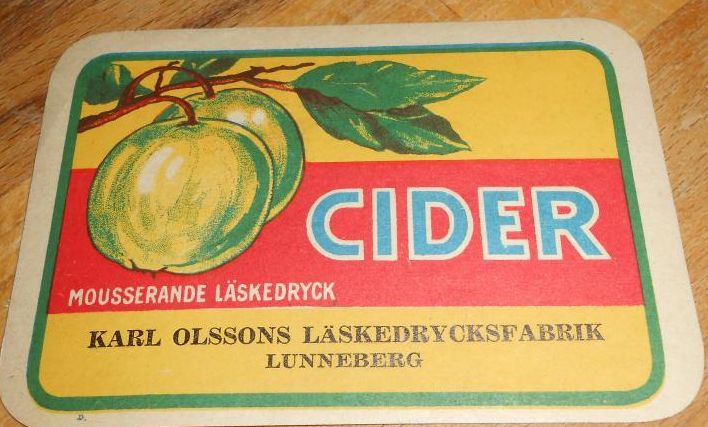 CIDER
MOUSSERANDE LÄSKEDRYCK
KARL OLSSONS LÄSKEDRYCKSFABRIK
LUNNEBERG
D.